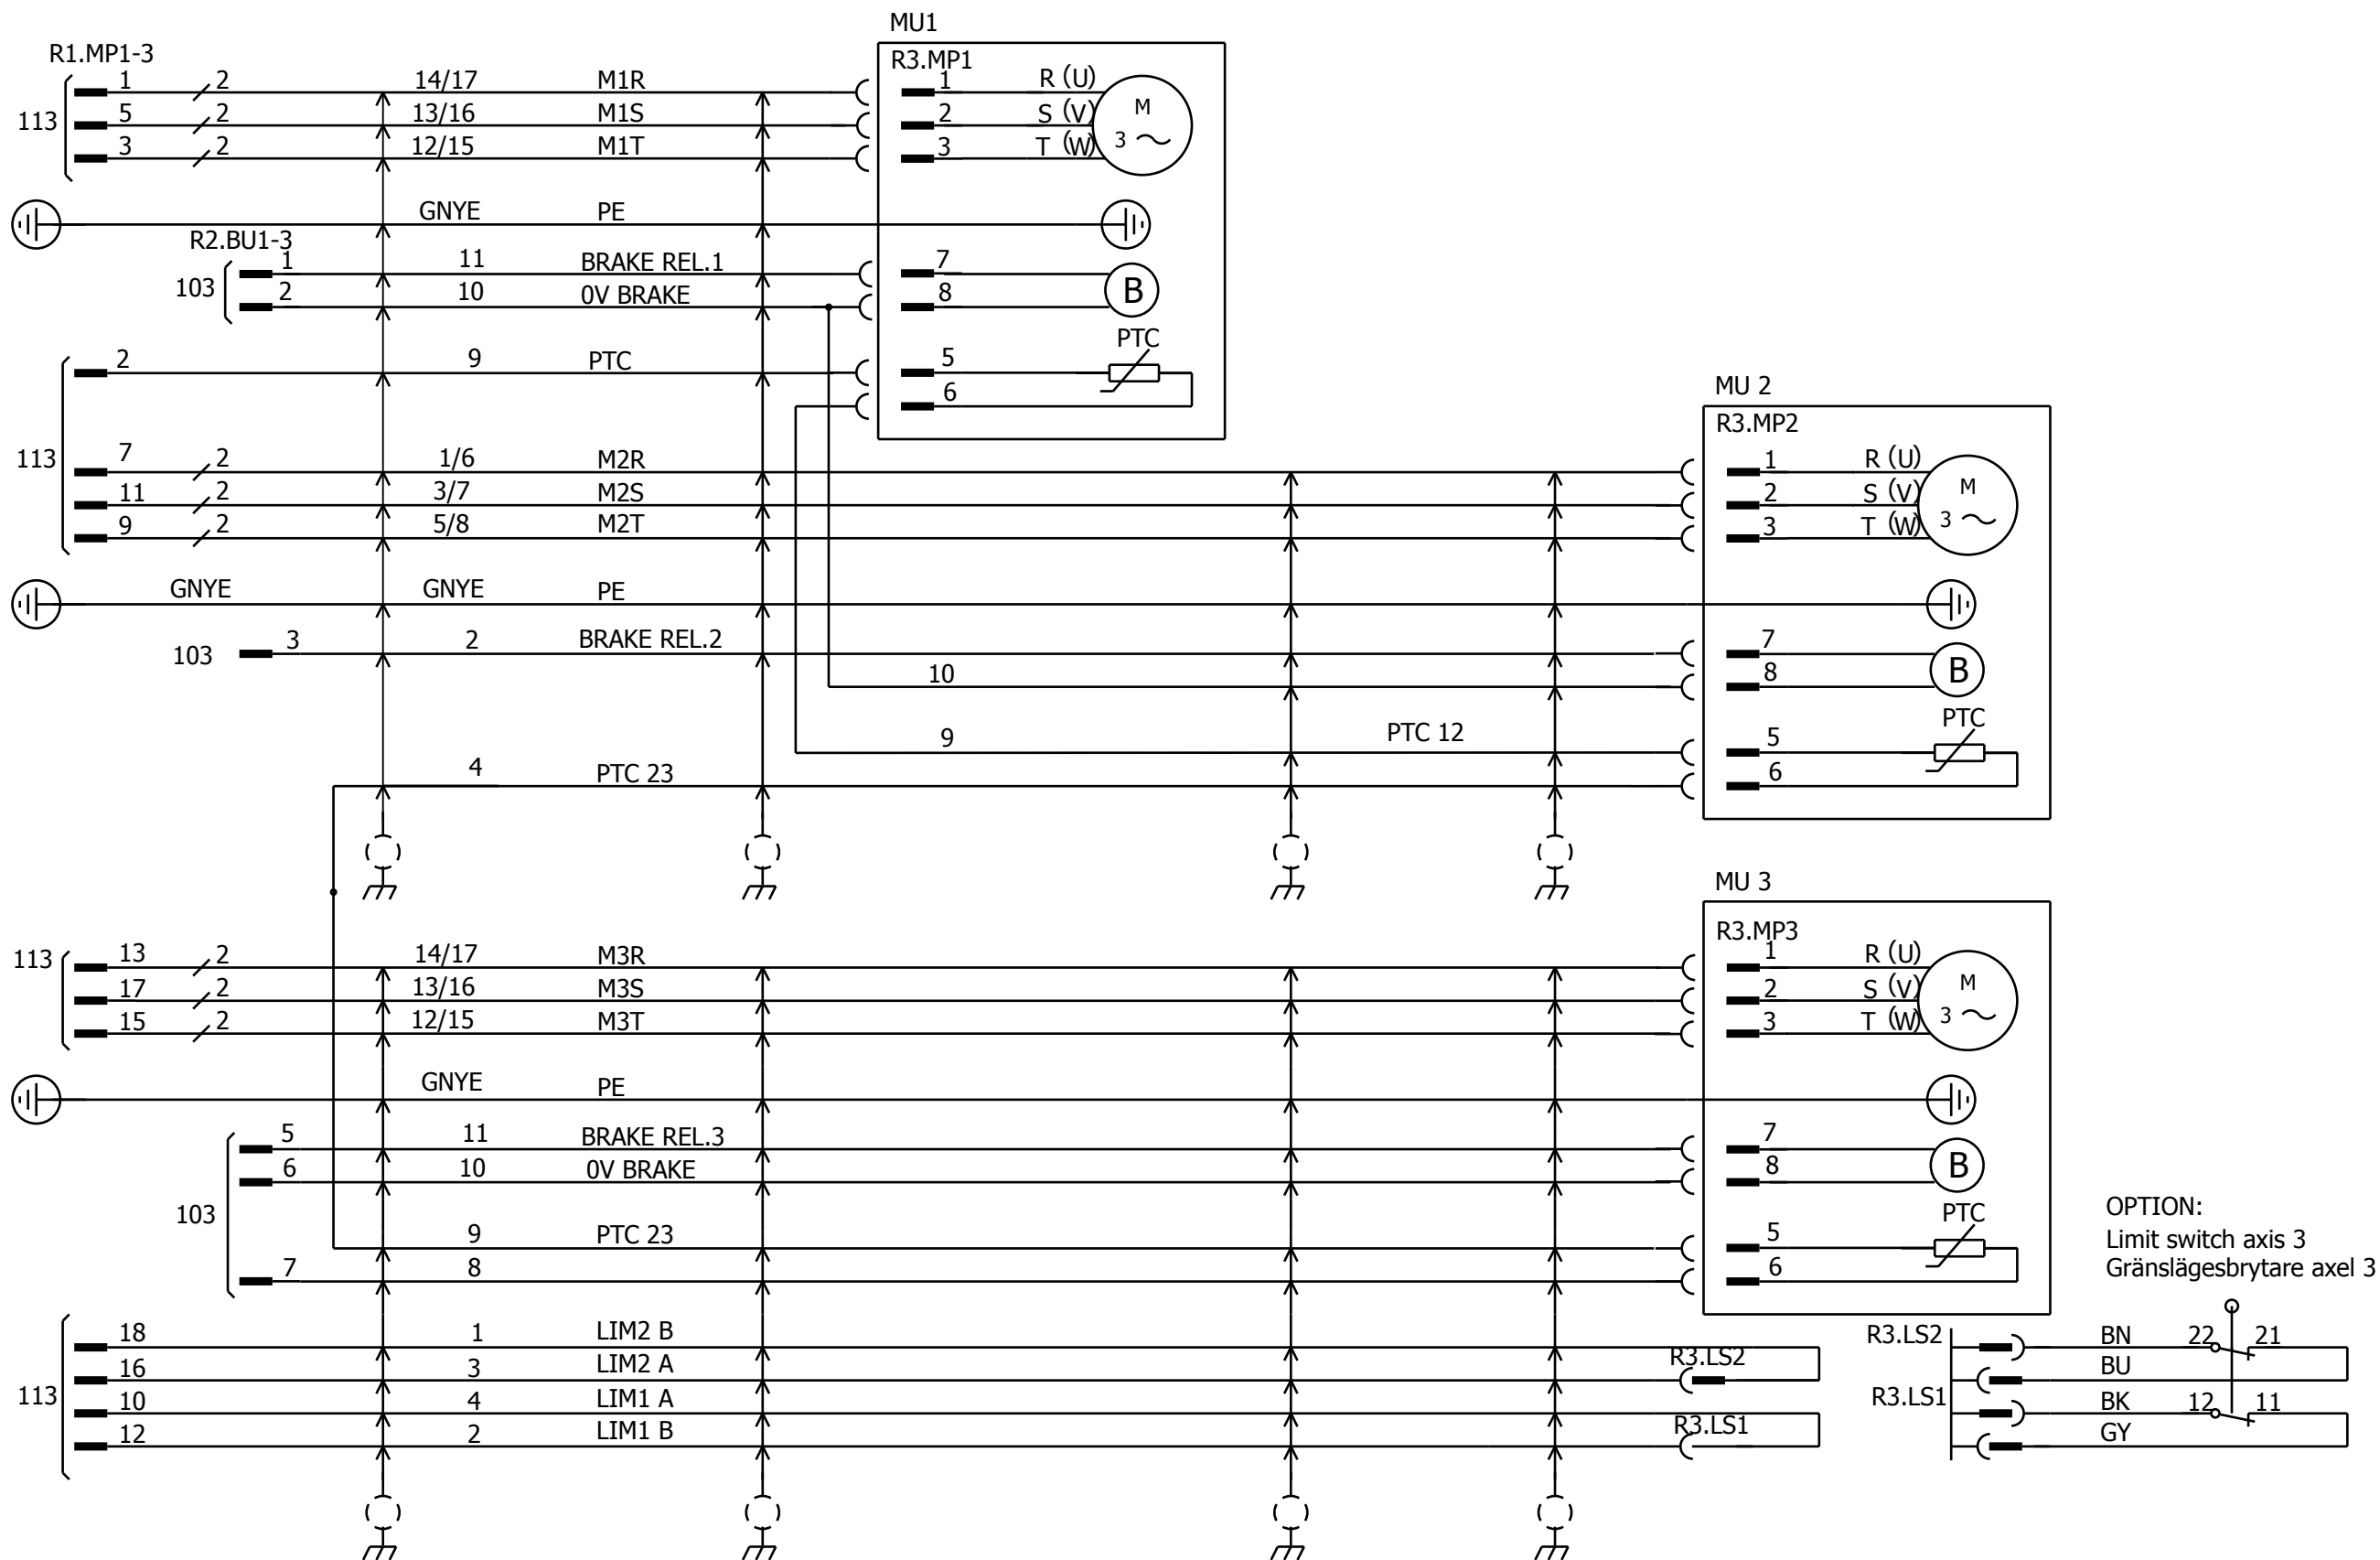 MU1
R1.MP1-3
R3.MP1
1 2 14/17 M1R 1 R (U)
113 5 2 13/16 M1S 2 S (V) M
3 2 12/15 M1T 3 T (W) 3
GNYE PE
R2.BU1-3
1 11 BRAKE REL.1 7
103 2 10 0V BRAKE 8 B
PTC
2 9 PTC 5
6
MU 2
R3.MP2
113 7 2 1/6 M2R 1 R (U)
11 2 3/7 M2S 2 S (V) M
9 2 5/8 M2T 3 T (W) 3
GNYE GNYE PE
103 3 2 BRAKE REL.2 7
10 8 B
PTC
9 PTC 12 5
4 PTC 23 6
MU 3
R3.MP3
113 13 2 14/17 M3R 1 R (U)
17 2 13/16 M3S 2 S (V) M
15 2 12/15 M3T 3 T (W) 3
GNYE PE
5 11 BRAKE REL.3 7
6 10 0V BRAKE 8 B
103 PTC
9 PTC 23 5
7 8 6
OPTION:
Limit switch axis 3
Gränslägesbrytare axel 3
18 1 LIM2 B
16 3 LIM2 A R3.LS2
113 10 4 LIM1 A
12 2 LIM1 B R3.LS1
R3.LS2 BN 22 21
BU
R3.LS1 BK 12 11
GY